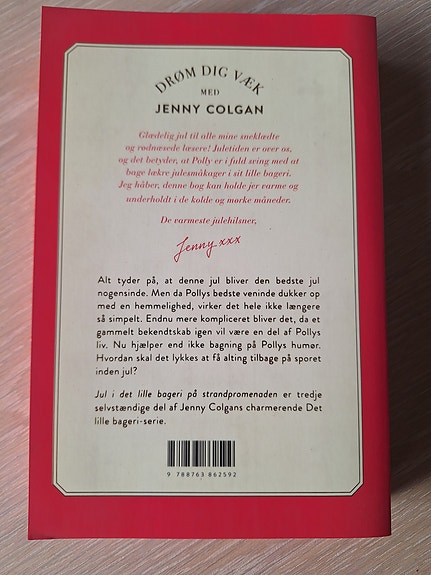 DRØM DIG VÆK
MED
JENNY COLGAN
Glædelig jul til alle mine sneklædte
og rødnæsede læsere! Juletiden er over os,
og det betyder, at Polly er i fuld sving med at
bage lækre julesmåkager i sit lille bageri.
Jeg håber, denne bog kan holde jer varme og
underholdt i de kolde og mørke måneder.
De varmeste julehilsner,
Jenny xxx
Alt tyder på, at denne jul bliver den bedste jul
nogensinde. Men da Pollys bedste veninde dukker op
med en hemmelighed, virker det hele ikke længere
så simpelt. Endnu mere kompliceret bliver det, da et
gammelt bekendtskab igen vil være en del af Pollys
liv. Nu hjælper end ikke bagning på Pollys humør.
Hvordan skal det lykkes at få alting tilbage på sporet
inden jul?
Jul i det lille bageri på strandpromenaden er tredje
selvstændige del af Jenny Colgans charmerende Det
lille bageri-serie.
9 788763 862592